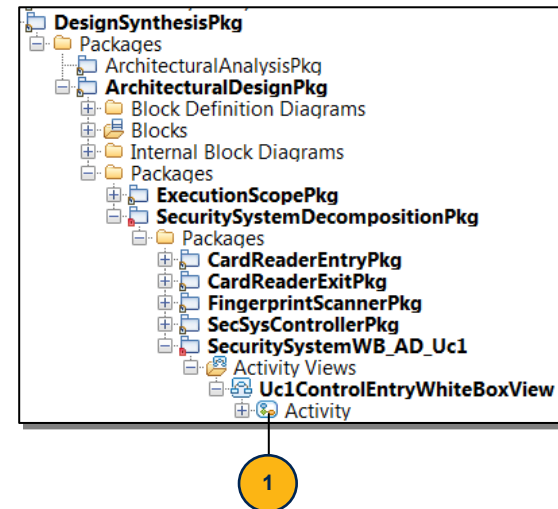 DesignSynthesisPkg
Packages
ArchitecturalAnalysisPkg
ArchitecturalDesignPkg
Block Definition Diagrams
Blocks
Internal Block Diagrams
Packages
ExecutionScopePkg
SecuritySystemDecompositionPkg
Packages
CardReaderEntryPkg
CardReaderExitPkg
FingerprintScannerPkg
SecSysControllerPkg
SecuritySystemWB_AD_Uc1
Activity Views
Uc1ControlEntryWhiteBoxView
Activity
1